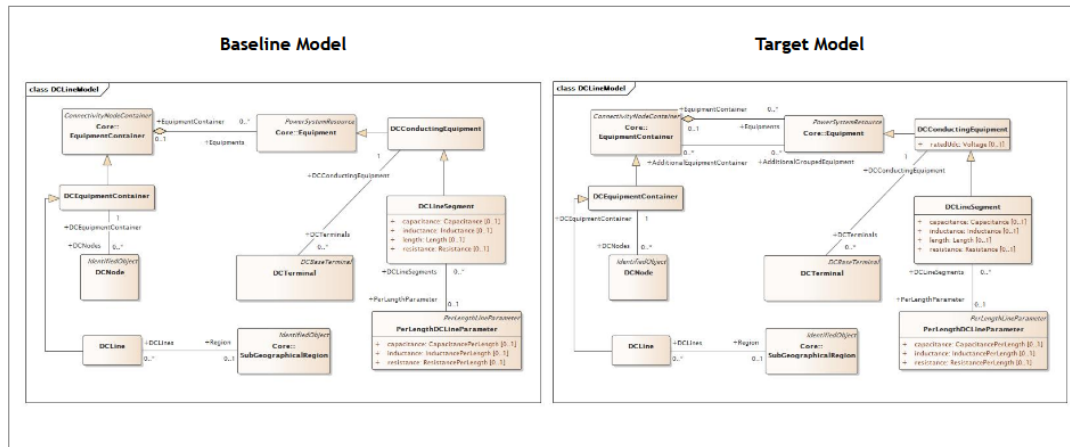 Baseline Model
class DCLineModel
ConnectivityNodeContainer
Core::
EquipmentContainer
+EquipmentContainer 0..*
0..1 +Equipments
PowerSystemResource
Core::Equipment
DCConductingEquipment
1
+DCConductingEquipment
DCEquipmentContainer
1
+DCEquipmentContainer
+DCNodes
0..*
IdentifiedObject
DCNode
+DCTerminals
0..*
DCBaseTerminal
DCTerminal
DCLineSegment
+ capacitance: Capacitance [0..1]
+ inductance: Inductance [0..1]
+ length: Length [0..1]
+ resistance: Resistance [0..1]
+DCLineSegments 0..*
+PerLengthParameter 0..1
PerLengthLineParameter
PerLengthDCLineParameter
+ capacitance: CapacitancePerLength [0..1]
+ inductance: InductancePerLength [0..1]
+ resistance: ResistancePerLength [0..1]
DCLine
+DCLines +Region
0..* 0..1
IdentifiedObject
Core::
SubGeographicalRegion
Target Model
class DCLineModel
ConnectivityNodeContainer
Core::
EquipmentContainer
+EquipmentContainer 0..*
0..1 +Equipments
0..* 0..*
+AdditionalEquipmentContainer +AdditionalGroupedEquipment
PowerSystemResource
Core::Equipment
DCConductingEquipment
+ ratedUdc: Voltage [0..1]
1
+DCConductingEquipment
DCEquipmentContainer
+DCEquipmentContainer 1
+DCNodes
0..*
IdentifiedObject
DCNode
+DCTerminals
0..*
DCBaseTerminal
DCTerminal
DCLineSegment
+ capacitance: Capacitance [0..1]
+ inductance: Inductance [0..1]
+ length: Length [0..1]
+ resistance: Resistance [0..1]
+DCLineSegments 0..*
+PerLengthParameter 0..1
PerLengthLineParameter
PerLengthDCLineParameter
+ capacitance: CapacitancePerLength [0..1]
+ inductance: InductancePerLength [0..1]
+ resistance: ResistancePerLength [0..1]
DCLine
+DCLines +Region
0..* 0..1
IdentifiedObject
Core::
SubGeographicalRegion